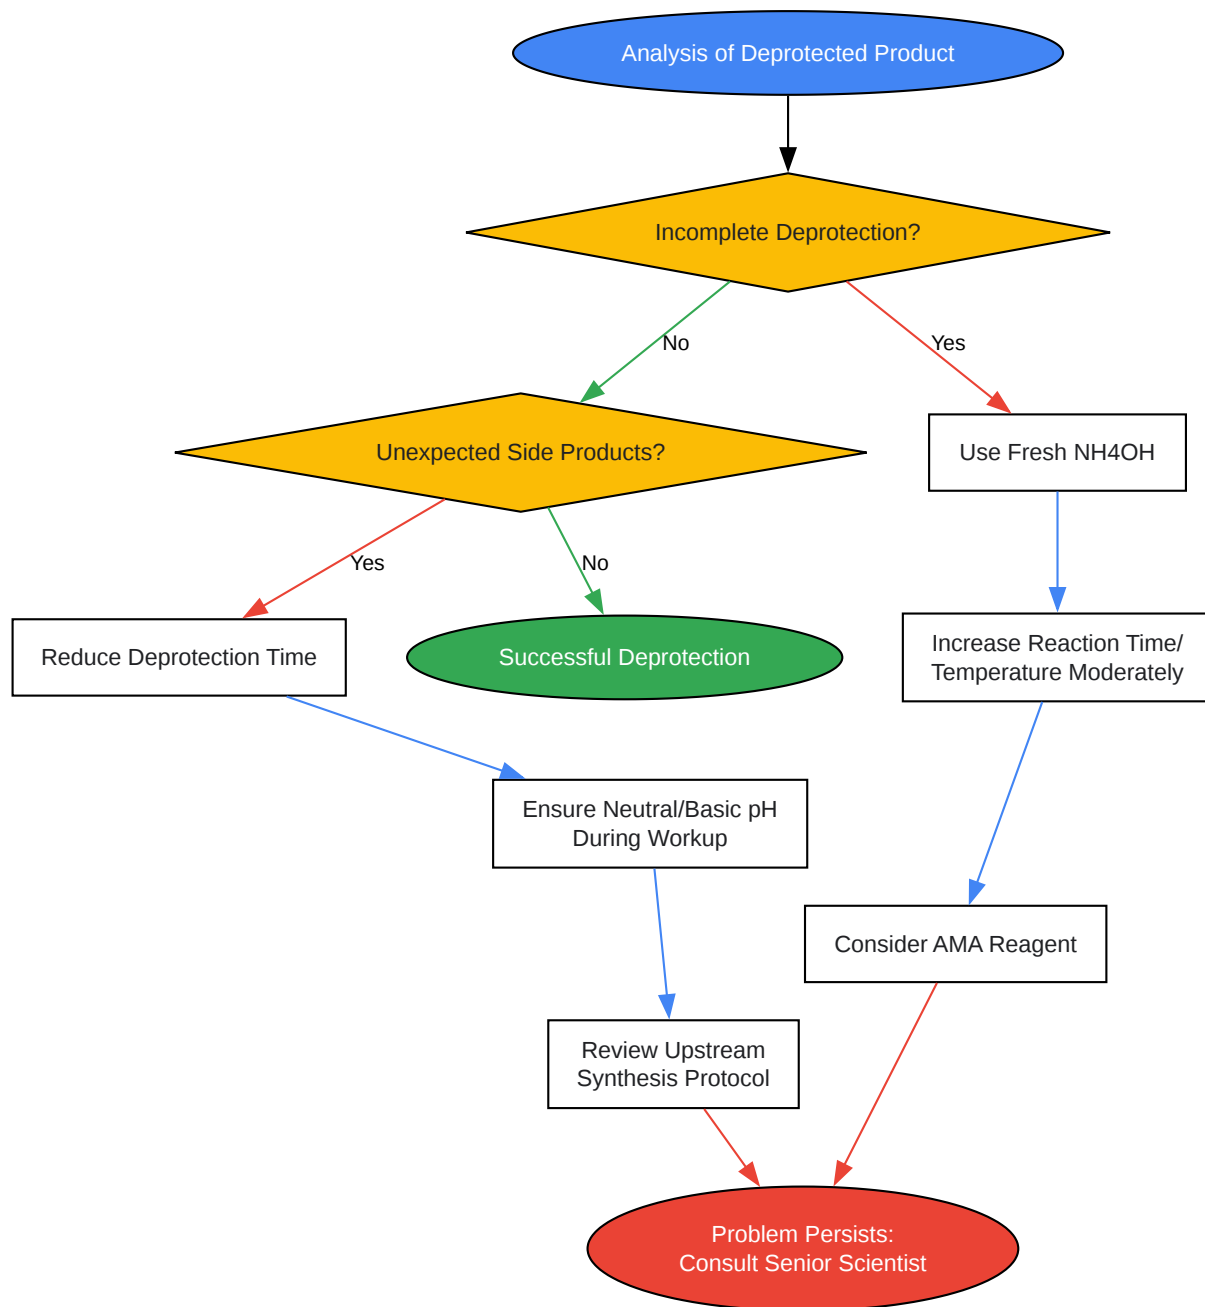 Analysis of Deprotected Product
Incomplete Deprotection?
No
Yes
Unexpected Side Products?
Use Fresh NH4OH
Yes
No
Reduce Deprotection Time
Successful Deprotection
Increase Reaction Time/
Temperature Moderately
Ensure Neutral/Basic pH
During Workup
Consider AMA Reagent
Review Upstream
Synthesis Protocol
Problem Persists:
Consult Senior Scientist